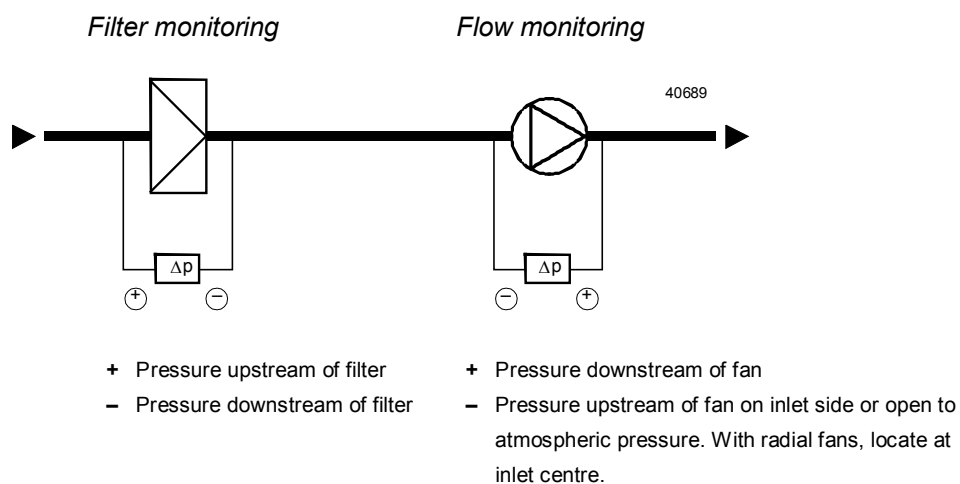 Filter monitoring
Flow monitoring
40689
Δp
Δp
+ − − +
+ Pressure upstream of filter
– Pressure downstream of filter
+ Pressure downstream of fan
– Pressure upstream of fan on inlet side or open to
atmospheric pressure. With radial fans, locate at
inlet centre.